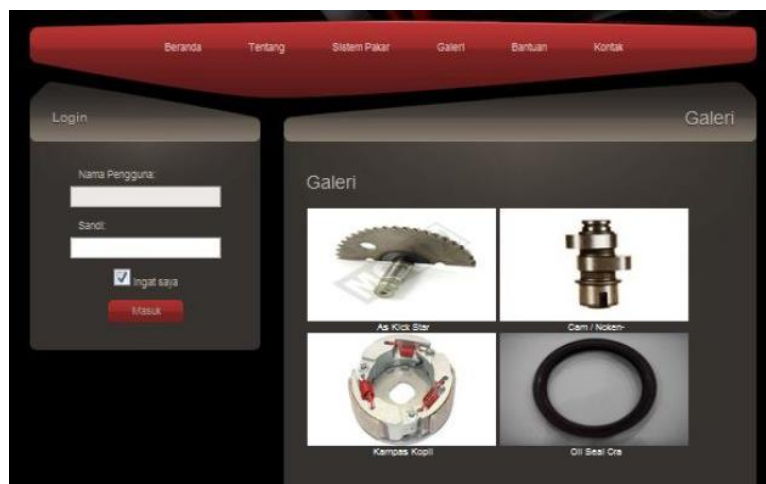 Beranda Tentang Sistem Pakar Galeri Bantuan Kontak
Login
Galeri
Nama Pengguna:
Sandi:
Ingat saya
Masuk
Galeri
As Kick Star
Cam / Noken-
Kampas Kopli
Oil Seal Cra